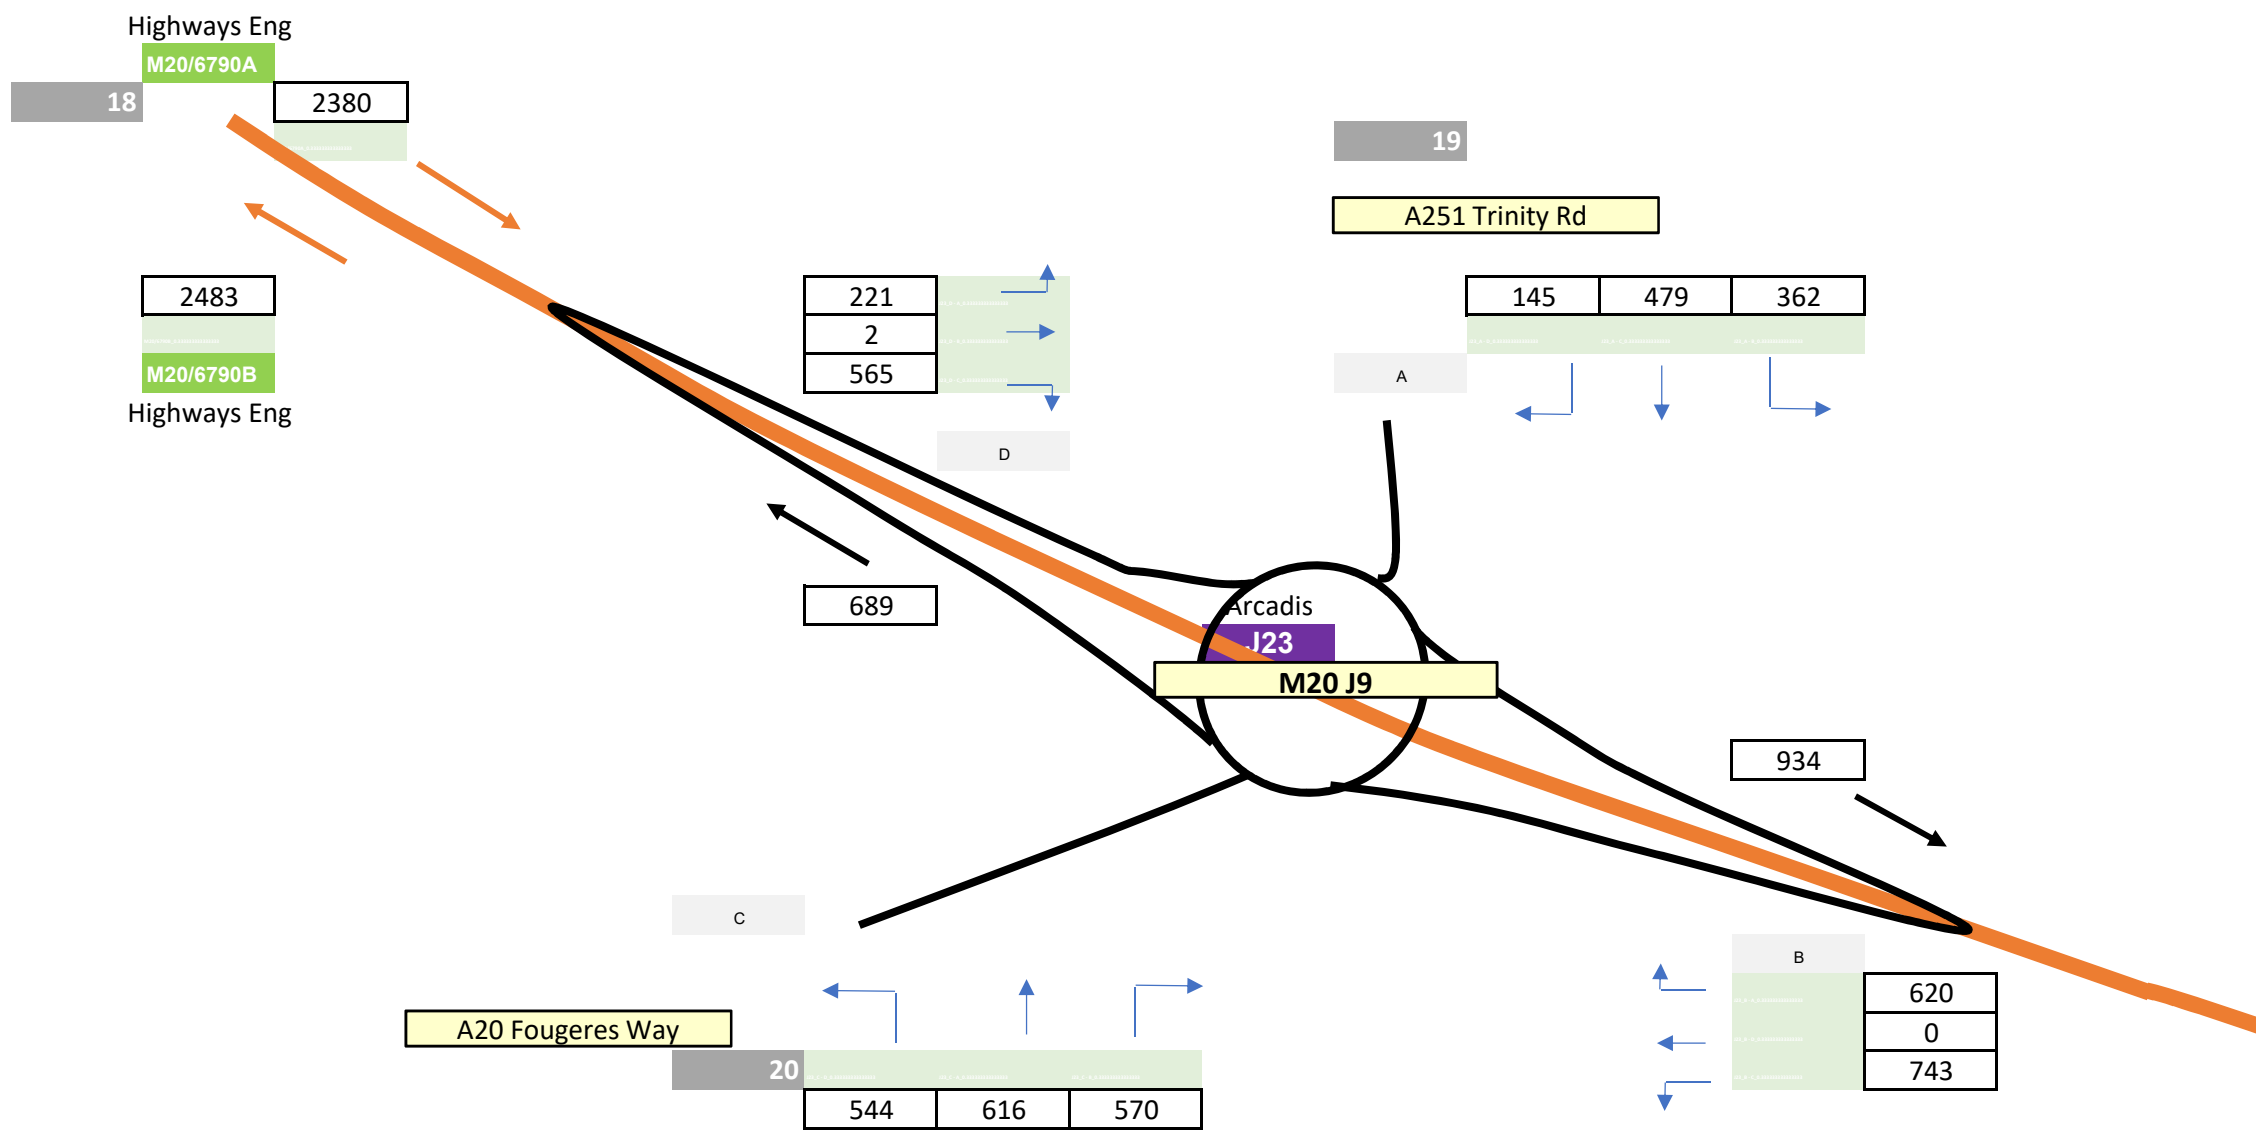 Highways Eng
M20/6790A
18
2380
19
A251 Trinity Rd
2483
M20/6790B
Highways Eng
221
2
565
D
145 479 362
A
689
Arcadis
J23
M20 J9
934
C
A20 Fougeres Way
20
544 616 570
B
620
0
743